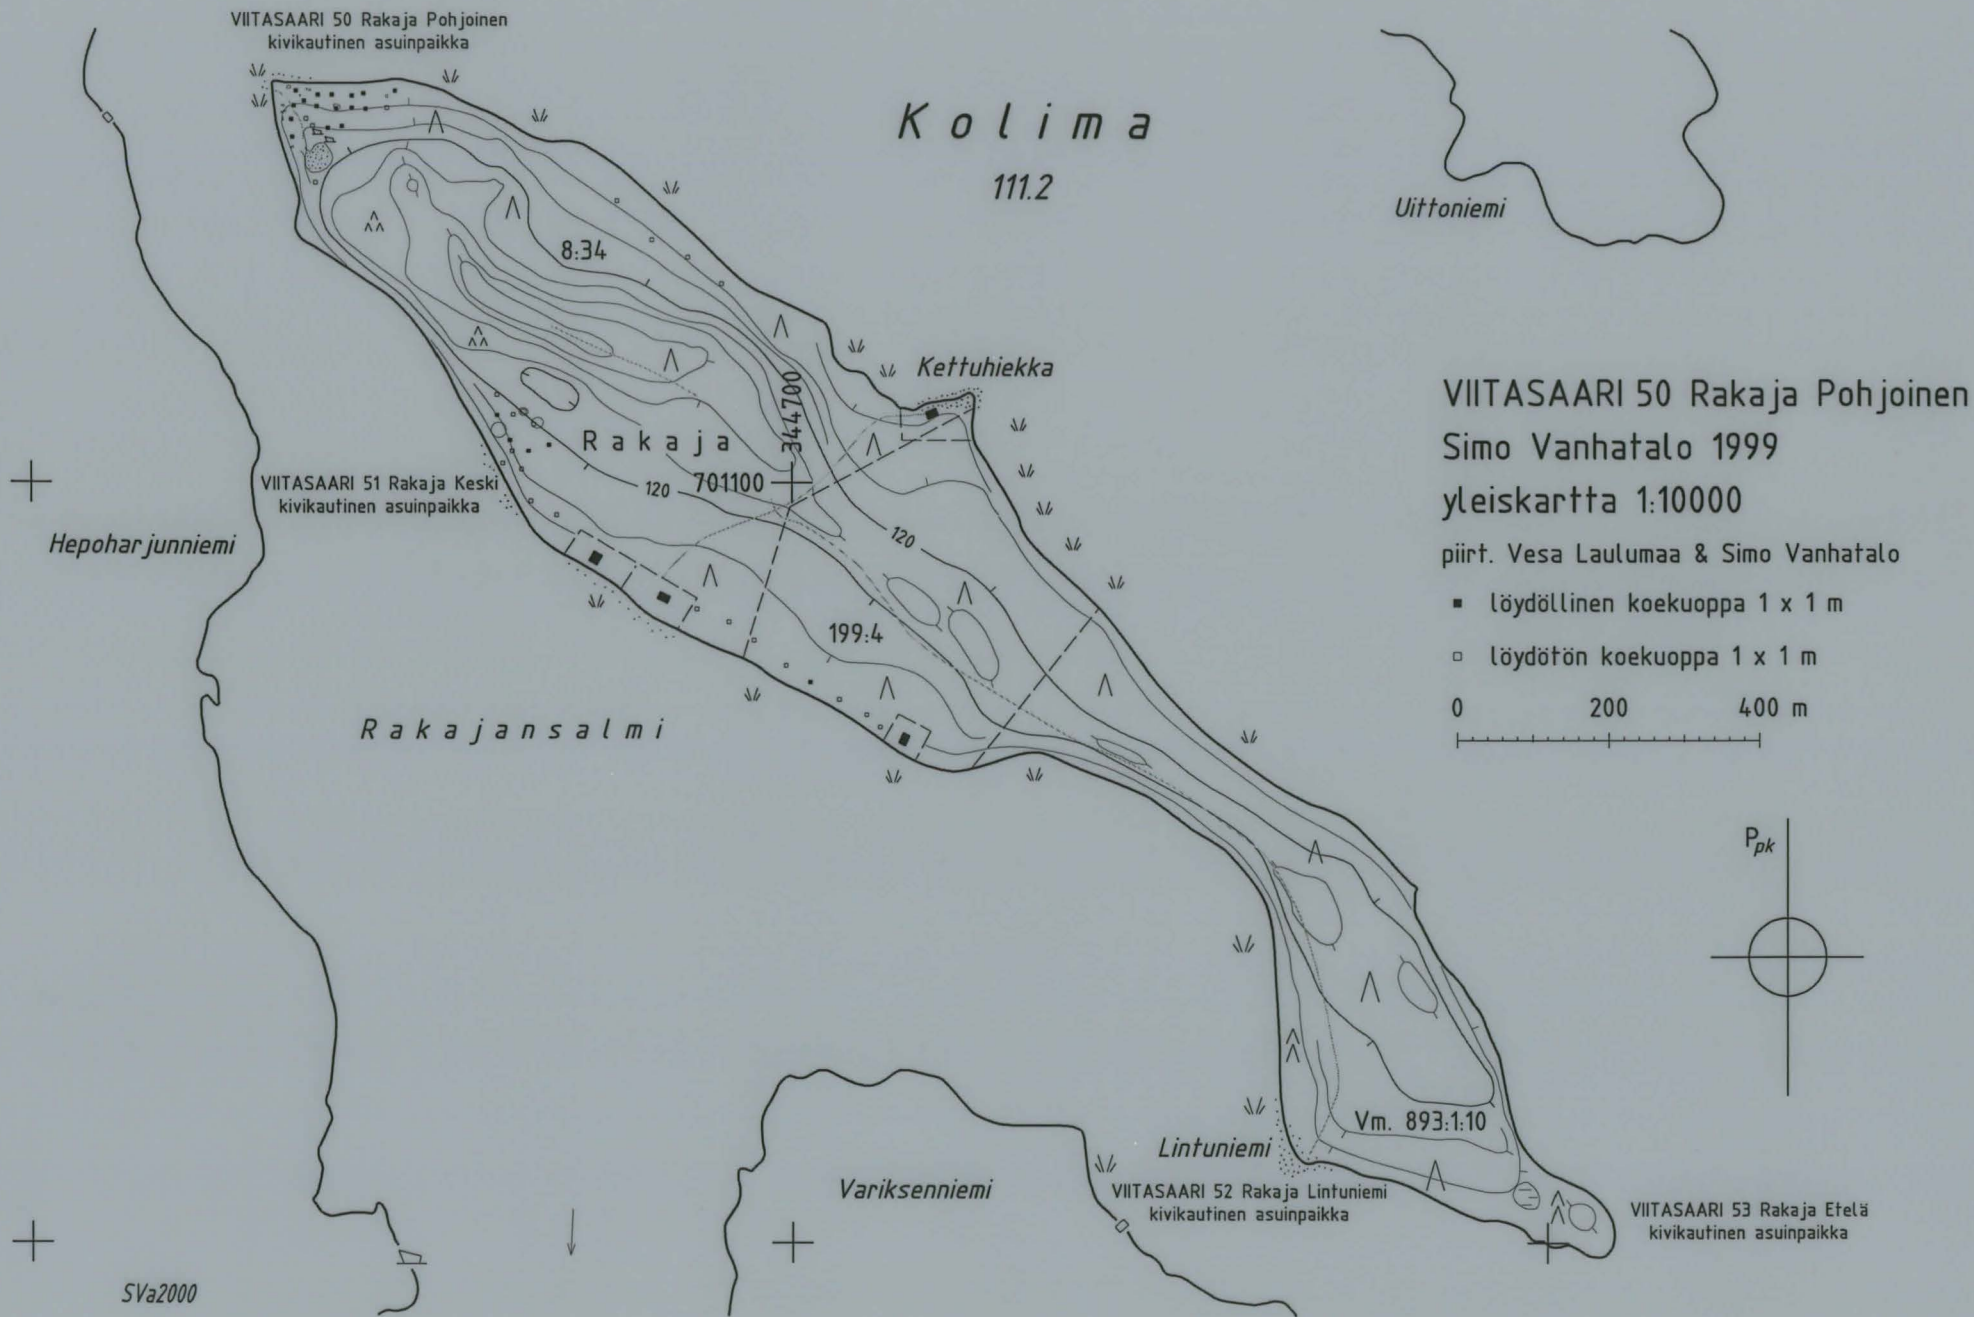 VIITASAARI 50 Rakaja Pohjoinen
kivikautinen asuinpaikka
Kolima
111.2
Uittoniemi
8:34
Kettuhiekka
344700
Rakaja
701100
120
120
VIITASAARI 51 Rakaja Keski
kivikautinen asuinpaikka
Hepoharjunniemi
199:4
Rakajansalmi
VIITASAARI 50 Rakaja Pohjoinen
Simo Vanhatalo 1999
yleiskartta 1:10000
piirt. Vesa Laulumaa & Simo Vanhatalo
löydöllinen koekuoppa 1 x 1 m
löydötön koekuoppa 1 x 1 m
0 200 400 m
Ppk
Vm. 893:1:10
Lintuniemi
Variksenniemi
VIITASAARI 52 Rakaja Lintuniemi
kivikautinen asuinpaikka
VIITASAARI 53 Rakaja Etelä
kivikautinen asuinpaikka
SVa2000